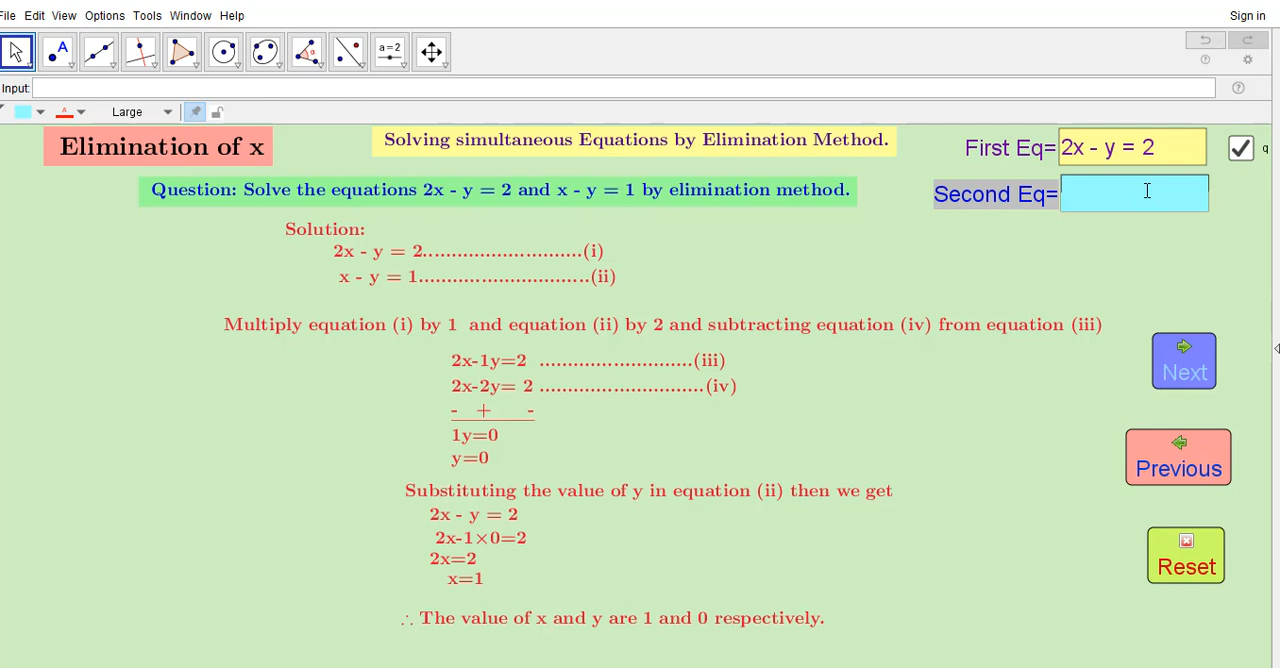 File Edit View Options Tools Window Help
Sign in
A
a=2
Input:
A Large
Elimination of x
Solving simultaneous Equations by Elimination Method.
First Eq= 2x - y = 2
q
Question: Solve the equations 2x - y = 2 and x - y = 1 by elimination method.
Second Eq=
Solution:
2x - y = 2............................(i)
x - y = 1..............................(ii)
Multiply equation (i) by 1 and equation (ii) by 2 and subtracting equation (iv) from equation (iii)
2x-1y=2 ...........................(iii)
2x-2y= 2 .............................(iv)
- + -
1y=0
y=0
Substituting the value of y in equation (ii) then we get
2x - y = 2
2x-1×0=2
2x=2
x=1
∴ The value of x and y are 1 and 0 respectively.
Next
Previous
Reset